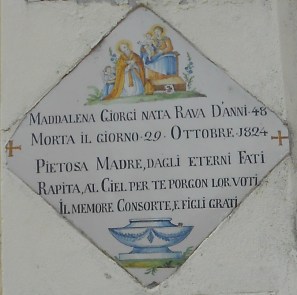 MADDALENA GIORGI NATA RAVA D'ANNI 48
MORTA IL GIORNO 29 OTTOBRE 1824
PIETOSA MADRE, DAGLI ETERNI FATI
RAPITA, AL CIEL PER TE PORGON LOR VOTI
IL MEMORE CONSORTE, E FIGLI GRATI